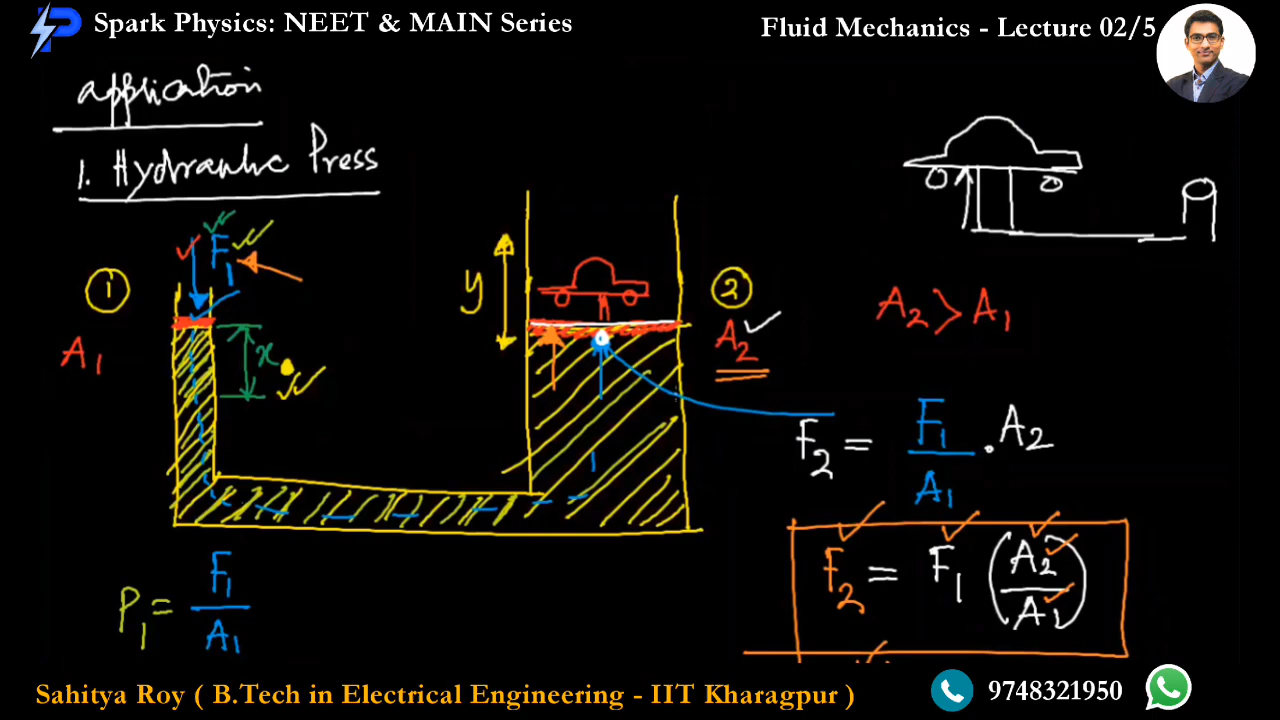 Spark Physics: NEET & MAIN Series
Fluid Mechanics - Lecture 02/5
application
1. Hydraulic Press
F₁
①
A₁
x
y
②
A₂
A₂ > A₁
F₂ = F₁/A₁ . A₂
F₂ = F₁ (A₂/A₁)
P₁ = F₁/A₁
Sahitya Roy ( B.Tech in Electrical Engineering - IIT Kharagpur )
9748321950